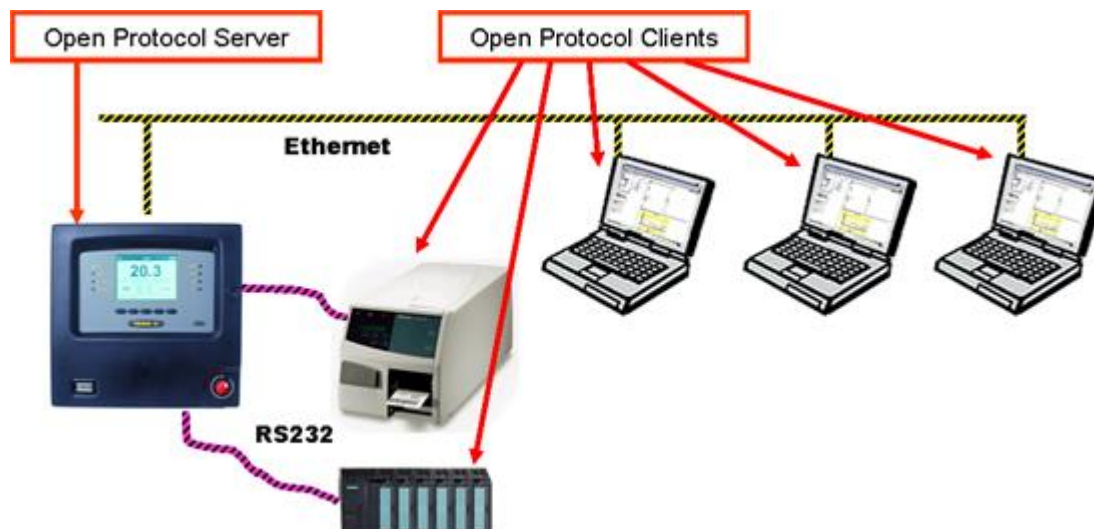 Open Protocol Server
Open Protocol Clients
Ethernet
20.3
RS232